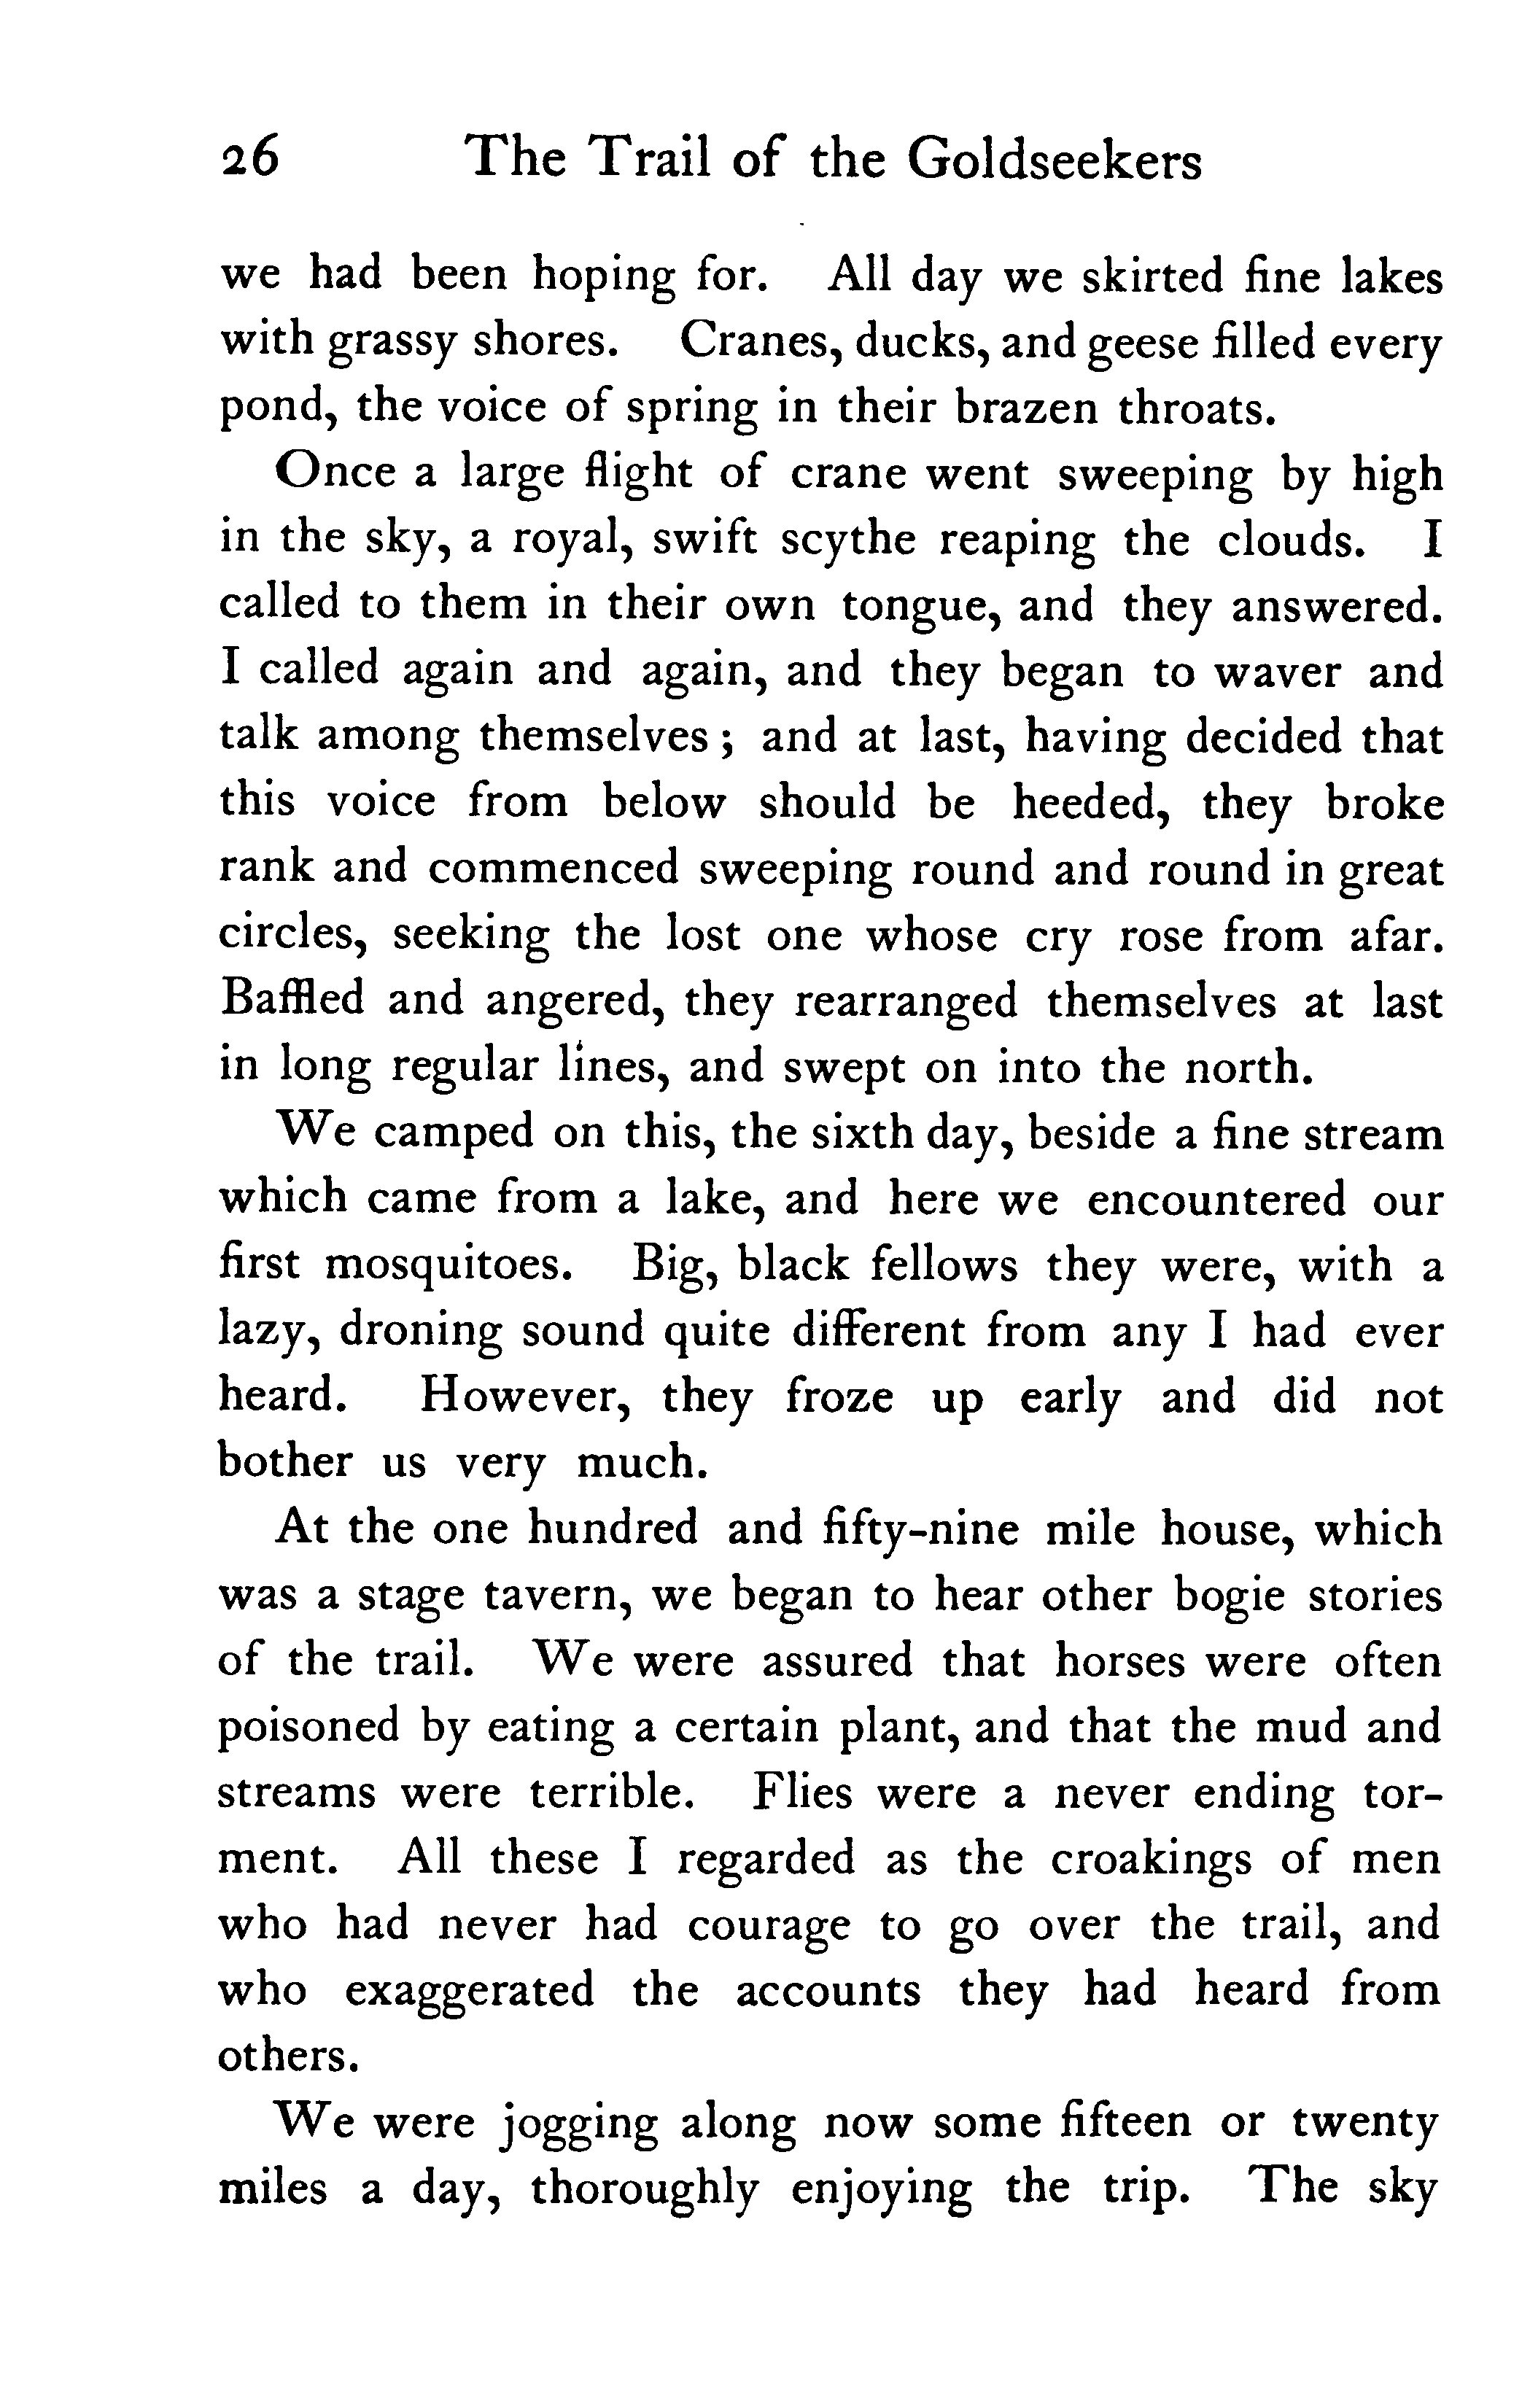 26 The Trail of the Goldseekers
we had been hoping for. All day we skirted fine lakes
with grassy shores. Cranes, ducks, and geese filled every
pond, the voice of spring in their brazen throats.
Once a large flight of crane went sweeping by high
in the sky, a royal, swift scythe reaping the clouds. I
called to them in their own tongue, and they answered.
I called again and again, and they began to waver and
talk among themselves; and at last, having decided that
this voice from below should be heeded, they broke
rank and commenced sweeping round and round in great
circles, seeking the lost one whose cry rose from afar.
Baffled and angered, they rearranged themselves at last
in long regular lines, and swept on into the north.
We camped on this, the sixth day, beside a fine stream
which came from a lake, and here we encountered our
first mosquitoes. Big, black fellows they were, with a
lazy, droning sound quite different from any I had ever
heard. However, they froze up early and did not
bother us very much.
At the one hundred and fifty-nine mile house, which
was a stage tavern, we began to hear other bogie stories
of the trail. We were assured that horses were often
poisoned by eating a certain plant, and that the mud and
streams were terrible. Flies were a never ending tor-
ment. All these I regarded as the croakings of men
who had never had courage to go over the trail, and
who exaggerated the accounts they had heard from
others.
We were jogging along now some fifteen or twenty
miles a day, thoroughly enjoying the trip. The sky